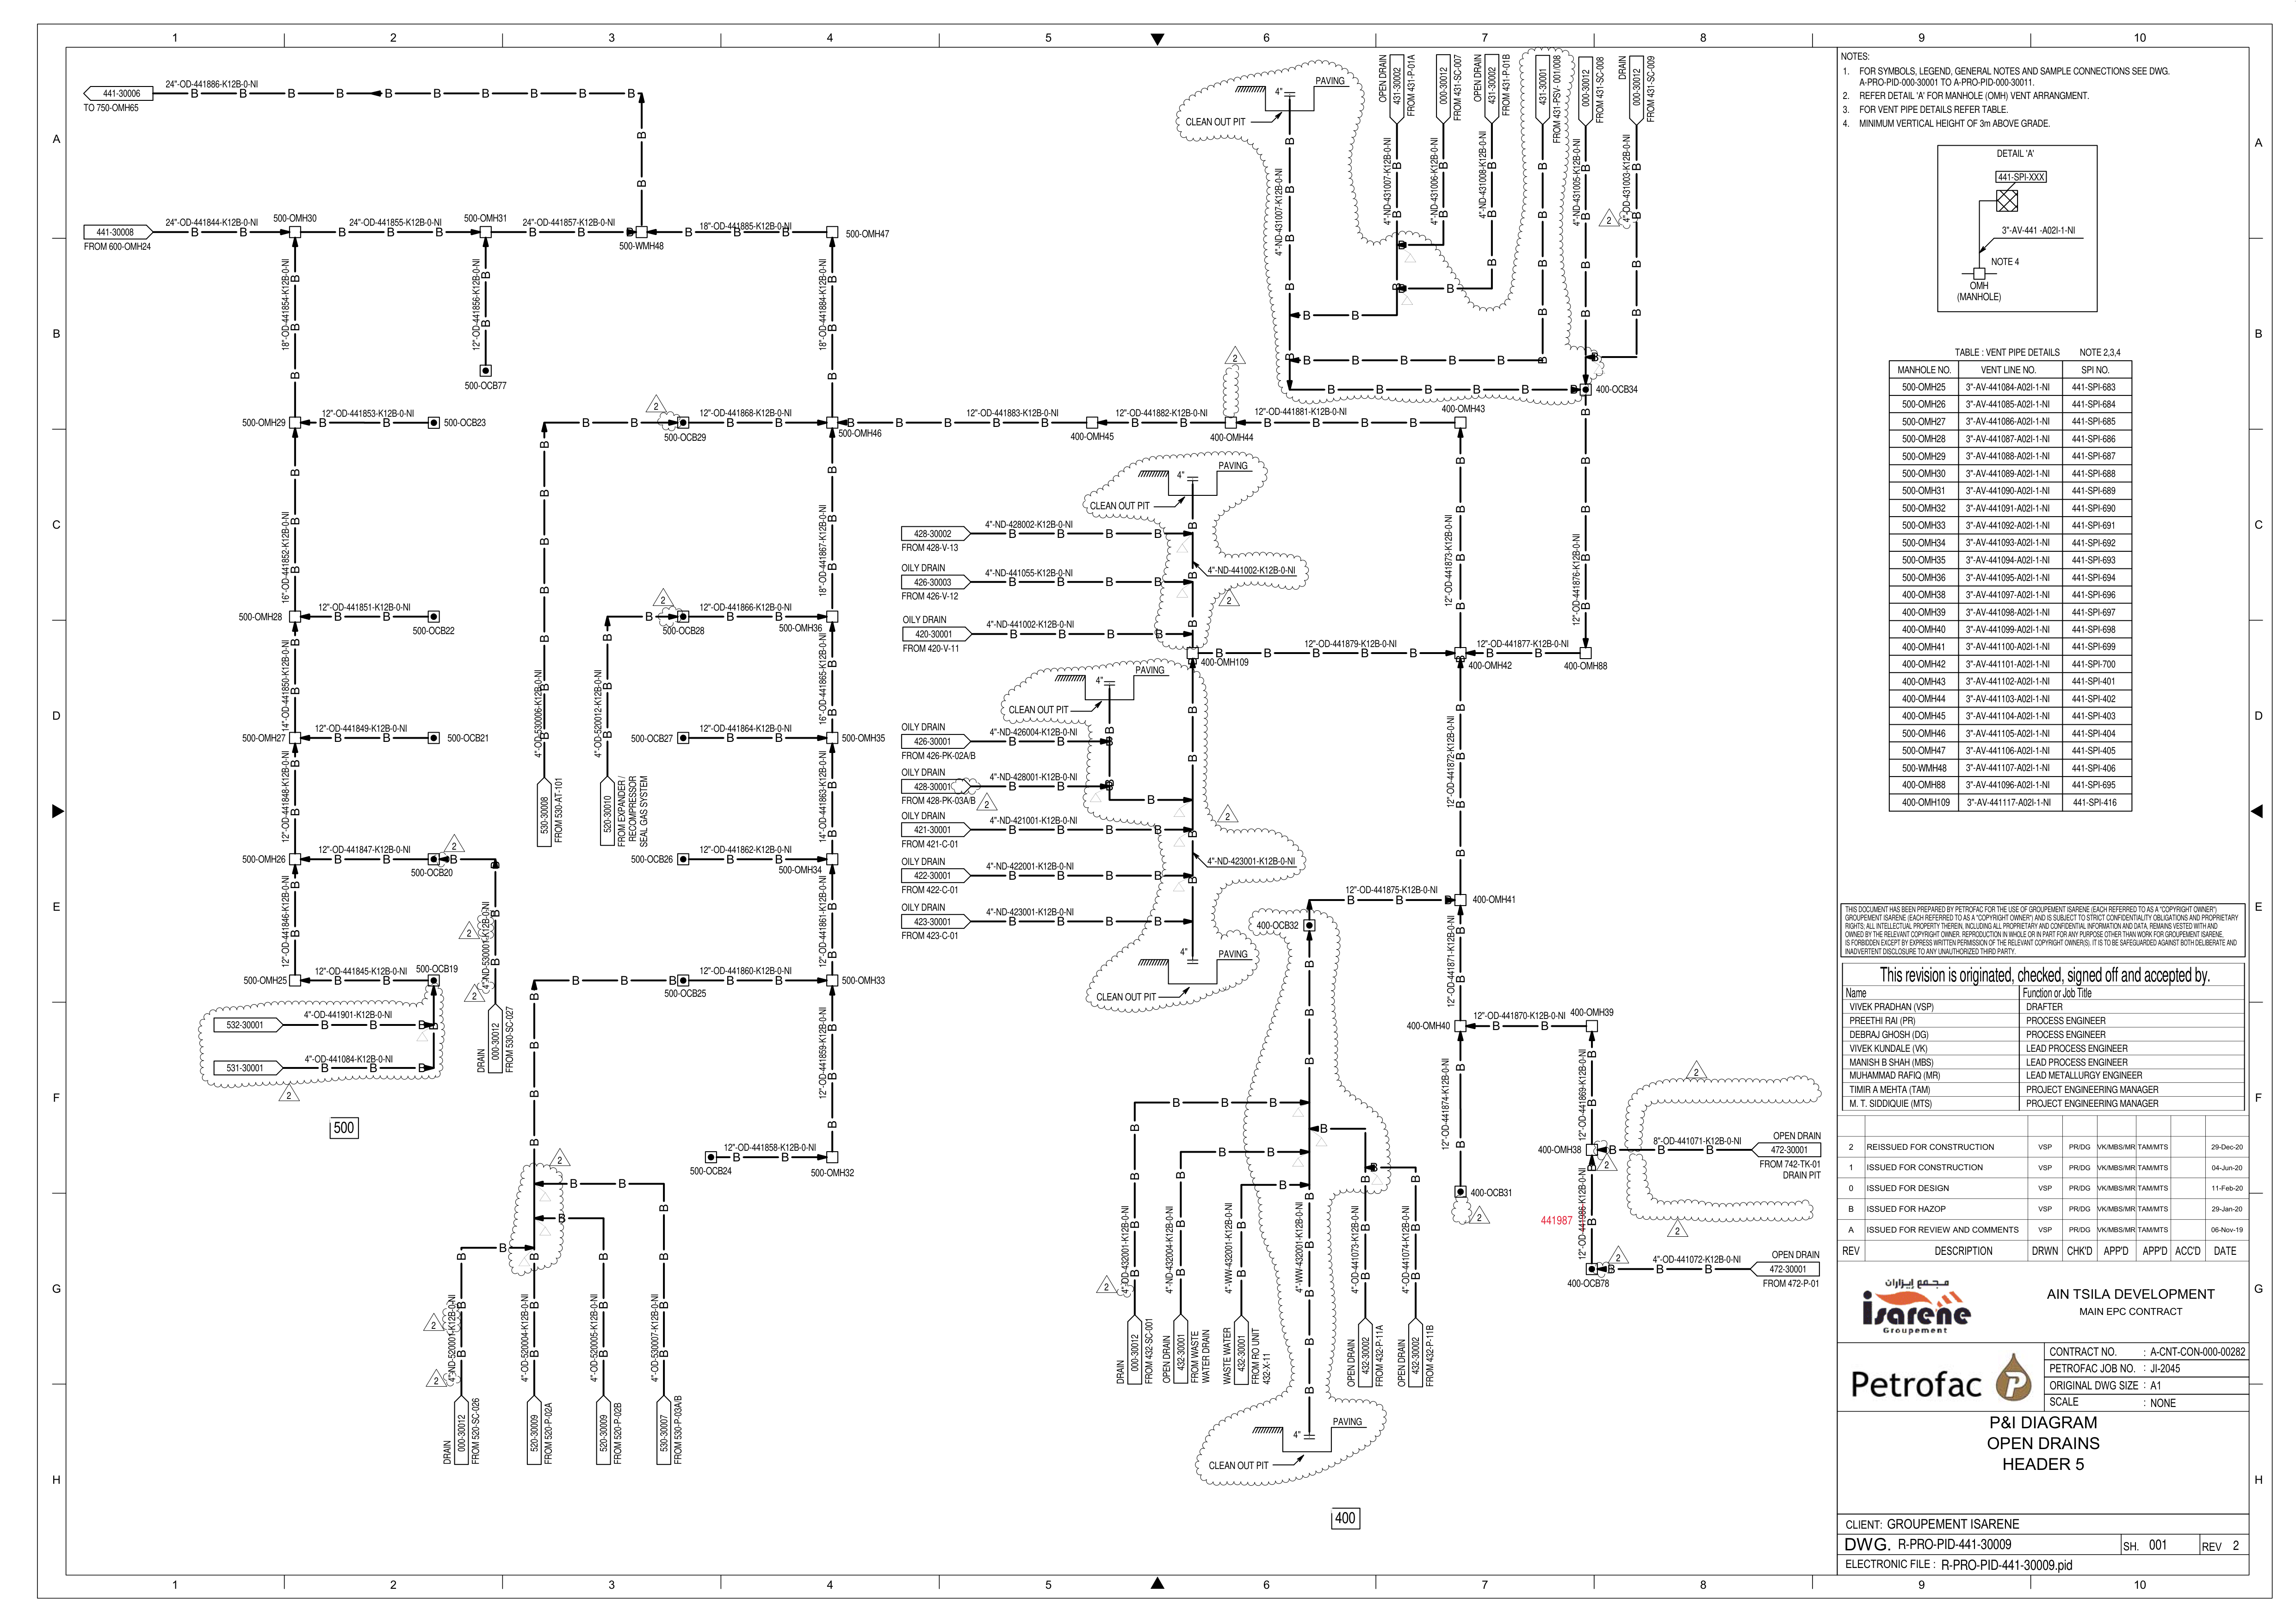 1 2 3 4 5 6 7 8 9 10
A
B
C
D
E
F
G
H
441-30006
TO 750-OMH65
24"-OD-441886-K12B-0-NI
441-30008
FROM 600-OMH24
24"-OD-441844-K12B-0-NI
500-OMH30
24"-OD-441855-K12B-0-NI
500-OMH31
24"-OD-441857-K12B-0-NI
500-WMH48
18"-OD-441885-K12B-0-NI
500-OMH47
18"-OD-441854-K12B-0-NI
12"-OD-441856-K12B-0-NI
500-OCB77
18"-OD-441884-K12B-0-NI
500-OMH29
12"-OD-441853-K12B-0-NI
500-OCB23
16"-OD-441852-K12B-0-NI
500-OMH28
12"-OD-441851-K12B-0-NI
500-OCB22
14"-OD-441850-K12B-0-NI
500-OMH27
12"-OD-441849-K12B-0-NI
500-OCB21
12"-OD-441848-K12B-0-NI
500-OMH26
12"-OD-441847-K12B-0-NI
500-OCB20
2
12"-OD-441846-K12B-0-NI
4"-ND-530001-K12B-0-NI
2
2
500-OMH25
12"-OD-441845-K12B-0-NI
500-OCB19
532-30001
4"-OD-441901-K12B-0-NI
531-30001
4"-OD-441084-K12B-0-NI
2
DRAIN
000-30012
FROM 530-SC-027
500
2
500-OCB29
12"-OD-441868-K12B-0-NI
500-OMH46
18"-OD-441867-K12B-0-NI
2
500-OCB28
12"-OD-441866-K12B-0-NI
500-OMH36
16"-OD-441865-K12B-0-NI
4"-OD-530006-K12B-0-NI
530-30008
FROM 530-AT-101
4"-OD-520012-K12B-0-NI
520-30010
FROM EXPANDER /
RECOMPRESSOR
SEAL GAS SYSTEM
500-OCB27
12"-OD-441864-K12B-0-NI
500-OMH35
14"-OD-441863-K12B-0-NI
500-OCB26
12"-OD-441862-K12B-0-NI
500-OMH34
12"-OD-441861-K12B-0-NI
500-OCB25
12"-OD-441860-K12B-0-NI
500-OMH33
12"-OD-441859-K12B-0-NI
500-OCB24
12"-OD-441858-K12B-0-NI
500-OMH32
2
2
2
4"-ND-520001-K12B-0-NI
DRAIN
000-30012
FROM 520-SC-026
4"-OD-520004-K12B-0-NI
520-30009
FROM 520-P-02A
4"-OD-520005-K12B-0-NI
520-30009
FROM 520-P-02B
4"-OD-530007-K12B-0-NI
530-30007
FROM 530-P-03A/B
12"-OD-441883-K12B-0-NI
400-OMH45
12"-OD-441882-K12B-0-NI
400-OMH44
2
12"-OD-441881-K12B-0-NI
400-OMH43
4"
PAVING
CLEAN OUT PIT
4"-ND-431007-K12B-0-NI
OPEN DRAIN
431-30002
FROM 431-P-01A
4"-ND-431007-K12B-0-NI
000-30012
FROM 431-SC-007
4"-ND-431006-K12B-0-NI
OPEN DRAIN
431-30002
FROM 431-P-01B
4"-ND-431008-K12B-0-NI
431-30001
FROM 431-PSV- 001/008
000-30012
FROM 431-SC-008
4"-ND-431005-K12B-0-NI
DRAIN
000-30012
FROM 431-SC-009
4"-OD-431003-K12B-0-NI
2
400-OCB34
4"
PAVING
CLEAN OUT PIT
428-30002
FROM 428-V-13
4"-ND-428002-K12B-0-NI
OILY DRAIN
426-30003
FROM 426-V-12
4"-ND-441055-K12B-0-NI
4"-ND-441002-K12B-0-NI
2
OILY DRAIN
420-30001
FROM 420-V-11
4"-ND-441002-K12B-0-NI
400-OMH109
12"-OD-441879-K12B-0-NI
400-OMH42
12"-OD-441877-K12B-0-NI
400-OMH88
12"-OD-441873-K12B-0-NI
12"-OD-441876-K12B-0-NI
4"
PAVING
CLEAN OUT PIT
OILY DRAIN
426-30001
FROM 426-PK-02A/B
4"-ND-426004-K12B-0-NI
OILY DRAIN
428-30001
FROM 428-PK-03A/B
4"-ND-428001-K12B-0-NI
2
OILY DRAIN
421-30001
FROM 421-C-01
4"-ND-421001-K12B-0-NI
2
OILY DRAIN
422-30001
FROM 422-C-01
4"-ND-422001-K12B-0-NI
4"-ND-423001-K12B-0-NI
OILY DRAIN
423-30001
FROM 423-C-01
4"-ND-423001-K12B-0-NI
4"
PAVING
CLEAN OUT PIT
12"-OD-441872-K12B-0-NI
12"-OD-441875-K12B-0-NI
400-OMH41
400-OCB32
12"-OD-441871-K12B-0-NI
400-OMH40
12"-OD-441870-K12B-0-NI
400-OMH39
12"-OD-441874-K12B-0-NI
12"-OD-441869-K12B-0-NI
400-OCB31
2
400-OMH38
2
8"-OD-441071-K12B-0-NI
OPEN DRAIN
472-30001
FROM 742-TK-01
DRAIN PIT
2
2
441987
12"-OD-441986-K12B-0-NI
400-OCB78
2
4"-OD-441072-K12B-0-NI
OPEN DRAIN
472-30001
FROM 472-P-01
2
4"-OD-432001-K12B-0-NI
DRAIN
000-30012
FROM 432-SC-001
4"-ND-432004-K12B-0-NI
OPEN DRAIN
432-30001
FROM WASTE
WATER DRAIN
4"-WW-432001-K12B-0-NI
WASTE WATER
432-30001
FROM RO UNIT
432-X-11
4"-WW-432001-K12B-0-NI
4"-OD-441073-K12B-0-NI
OPEN DRAIN
432-30002
FROM 432-P-11A
4"-OD-441074-K12B-0-NI
OPEN DRAIN
432-30002
FROM 432-P-11B
2
4"
PAVING
CLEAN OUT PIT
400
NOTES:
1. FOR SYMBOLS, LEGEND, GENERAL NOTES AND SAMPLE CONNECTIONS SEE DWG.
A-PRO-PID-000-30001 TO A-PRO-PID-000-30011.
2. REFER DETAIL 'A' FOR MANHOLE (OMH) VENT ARRANGMENT.
3. FOR VENT PIPE DETAILS REFER TABLE.
4. MINIMUM VERTICAL HEIGHT OF 3m ABOVE GRADE.
DETAIL 'A'
441-SPI-XXX
3"-AV-441 -A02I-1-NI
NOTE 4
OMH
(MANHOLE)
TABLE : VENT PIPE DETAILS NOTE 2,3,4
MANHOLE NO. VENT LINE NO. SPI NO.
500-OMH25 3"-AV-441084-A02I-1-NI 441-SPI-683
500-OMH26 3"-AV-441085-A02I-1-NI 441-SPI-684
500-OMH27 3"-AV-441086-A02I-1-NI 441-SPI-685
500-OMH28 3"-AV-441087-A02I-1-NI 441-SPI-686
500-OMH29 3"-AV-441088-A02I-1-NI 441-SPI-687
500-OMH30 3"-AV-441089-A02I-1-NI 441-SPI-688
500-OMH31 3"-AV-441090-A02I-1-NI 441-SPI-689
500-OMH32 3"-AV-441091-A02I-1-NI 441-SPI-690
500-OMH33 3"-AV-441092-A02I-1-NI 441-SPI-691
500-OMH34 3"-AV-441093-A02I-1-NI 441-SPI-692
500-OMH35 3"-AV-441094-A02I-1-NI 441-SPI-693
500-OMH36 3"-AV-441095-A02I-1-NI 441-SPI-694
400-OMH38 3"-AV-441097-A02I-1-NI 441-SPI-696
400-OMH39 3"-AV-441098-A02I-1-NI 441-SPI-697
400-OMH40 3"-AV-441099-A02I-1-NI 441-SPI-698
400-OMH41 3"-AV-441100-A02I-1-NI 441-SPI-699
400-OMH42 3"-AV-441101-A02I-1-NI 441-SPI-700
400-OMH43 3"-AV-441102-A02I-1-NI 441-SPI-401
400-OMH44 3"-AV-441103-A02I-1-NI 441-SPI-402
400-OMH45 3"-AV-441104-A02I-1-NI 441-SPI-403
500-OMH46 3"-AV-441105-A02I-1-NI 441-SPI-404
500-OMH47 3"-AV-441106-A02I-1-NI 441-SPI-405
500-WMH48 3"-AV-441107-A02I-1-NI 441-SPI-406
400-OMH88 3"-AV-441096-A02I-1-NI 441-SPI-695
400-OMH109 3"-AV-441117-A02I-1-NI 441-SPI-416
THIS DOCUMENT HAS BEEN PREPARED BY PETROFAC FOR THE USE OF GROUPEMENT ISARENE (EACH REFERRED TO AS A "COPYRIGHT OWNER")
GROUPEMENT ISARENE (EACH REFERRED TO AS A "COPYRIGHT OWNER") AND IS SUBJECT TO STRICT CONFIDENTIALITY OBLIGATIONS AND PROPRIETARY
RIGHTS; ALL INTELLECTUAL PROPERTY THEREIN, INCLUDING ALL PROPRIETARY AND CONFIDENTIAL INFORMATION AND DATA, REMAINS VESTED WITH AND
OWNED BY THE RELEVANT COPYRIGHT OWNER. REPRODUCTION IN WHOLE OR IN PART FOR ANY PURPOSE OTHER THAN WORK FOR GROUPEMENT ISARENE,
IS FORBIDDEN EXCEPT BY EXPRESS WRITTEN PERMISSION OF THE RELEVANT COPYRIGHT OWNER(S). IT IS TO BE SAFEGUARDED AGAINST BOTH DELIBERATE AND
INADVERTENT DISCLOSURE TO ANY UNAUTHORIZED THIRD PARTY.
This revision is originated, checked, signed off and accepted by.
Name Function or Job Title
VIVEK PRADHAN (VSP) DRAFTER
PREETHI RAI (PR) PROCESS ENGINEER
DEBRAJ GHOSH (DG) PROCESS ENGINEER
VIVEK KUNDALE (VK) LEAD PROCESS ENGINEER
MANISH B SHAH (MBS) LEAD PROCESS ENGINEER
MUHAMMAD RAFIQ (MR) LEAD METALLURGY ENGINEER
TIMIR A MEHTA (TAM) PROJECT ENGINEERING MANAGER
M. T. SIDDIQUIE (MTS) PROJECT ENGINEERING MANAGER
2 REISSUED FOR CONSTRUCTION VSP PR/DG VK/MBS/MR TAM/MTS 29-Dec-20
1 ISSUED FOR CONSTRUCTION VSP PR/DG VK/MBS/MR TAM/MTS 04-Jun-20
0 ISSUED FOR DESIGN VSP PR/DG VK/MBS/MR TAM/MTS 11-Feb-20
B ISSUED FOR HAZOP VSP PR/DG VK/MBS/MR TAM/MTS 29-Jan-20
A ISSUED FOR REVIEW AND COMMENTS VSP PR/DG VK/MBS/MR TAM/MTS 06-Nov-19
REV DESCRIPTION DRWN CHK'D APP'D APP'D ACC'D DATE
مجمع إيزاران
isarene
Groupement
AIN TSILA DEVELOPMENT
MAIN EPC CONTRACT
Petrofac
CONTRACT NO. : A-CNT-CON-000-00282
PETROFAC JOB NO. : JI-2045
ORIGINAL DWG SIZE : A1
SCALE : NONE
P&I DIAGRAM
OPEN DRAINS
HEADER 5
CLIENT: GROUPEMENT ISARENE
DWG. R-PRO-PID-441-30009 SH. 001 REV 2
ELECTRONIC FILE : R-PRO-PID-441-30009.pid
1 2 3 4 5 6 7 8 9 10